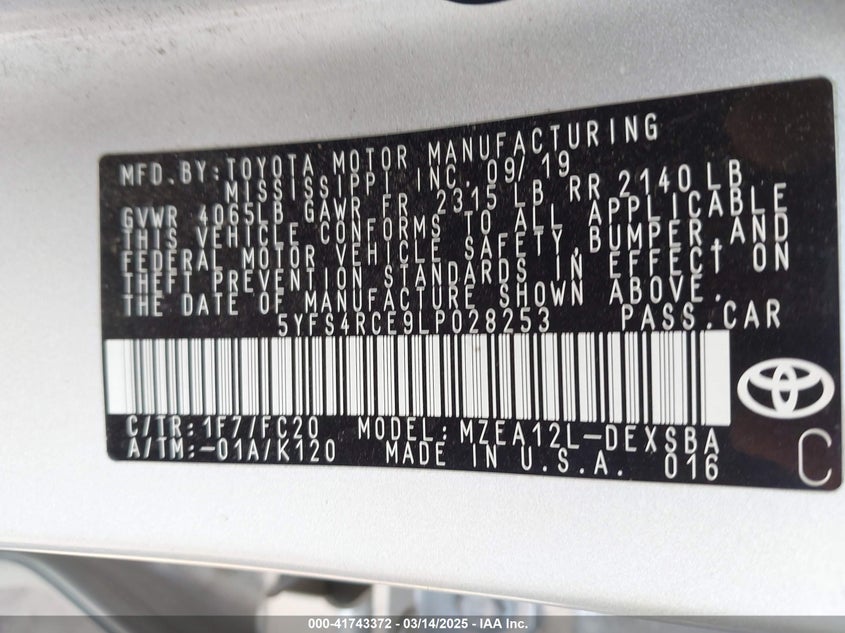 MFD.BY:TOYOTA MOTOR MANUFACTURING
MISSISSIPPI INC. 09/19
GVWR 4065LB GAWR FR 2315 LB RR 2140LB
THIS VEHICLE CONFORMS TO ALL APPLICABLE
FEDERAL MOTOR VEHICLE SAFETY,BUMPER,AND
THEFT PREVENTION STANDARDS IN EFFECT ON
THE DATE OF MANUFACTURE SHOWN ABOVE.
5YFS4RCE9LP028253 PASS.CAR
C/TR:1F7/FC20 MODEL:MZEA12L-DEXSBA
A/TM:-01A/K120 MADE IN U.S.A. 016
C
000-41743372 / 03/14/2025 / IAA Inc.